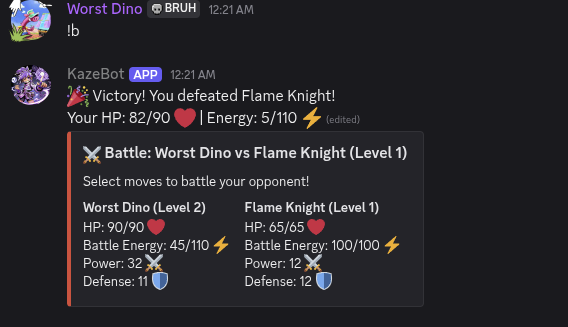 Worst Dino 💀 BRUH 12:21 AM
!b
KazeBot APP 12:21 AM
🎉 Victory! You defeated Flame Knight!
Your HP: 82/90 ❤️ | Energy: 5/110 ⚡ (edited)
⚔️ Battle: Worst Dino vs Flame Knight (Level 1)
Select moves to battle your opponent!
Worst Dino (Level 2)
HP: 90/90 ❤️
Battle Energy: 45/110 ⚡
Power: 32 ⚔️
Defense: 11 🛡️
Flame Knight (Level 1)
HP: 65/65 ❤️
Battle Energy: 100/100 ⚡
Power: 12 ⚔️
Defense: 12 🛡️